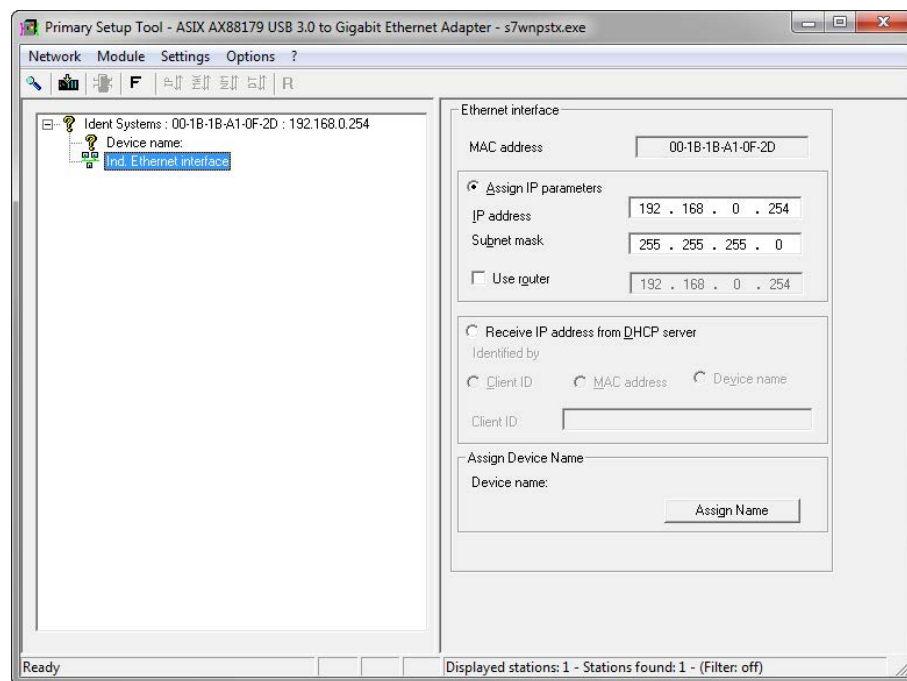 Primary Setup Tool - ASIX AX88179 USB 3.0 to Gigabit Ethernet Adapter - s7wnpstx.exe
Network Module Settings Options ?
F R
Ident Systems : 00-1B-1B-A1-0F-2D : 192.168.0.254
Device name:
Ind. Ethernet interface
Ethernet interface
MAC address 00-1B-1B-A1-0F-2D
Assign IP parameters
IP address 192 . 168 . 0 . 254
Subnet mask 255 . 255 . 255 . 0
Use router 192 . 168 . 0 . 254
Receive IP address from DHCP server
Identified by
Client ID MAC address Device name
Client ID
Assign Device Name
Device name:
Assign Name
Ready Displayed stations: 1 - Stations found: 1 - (Filter: off)